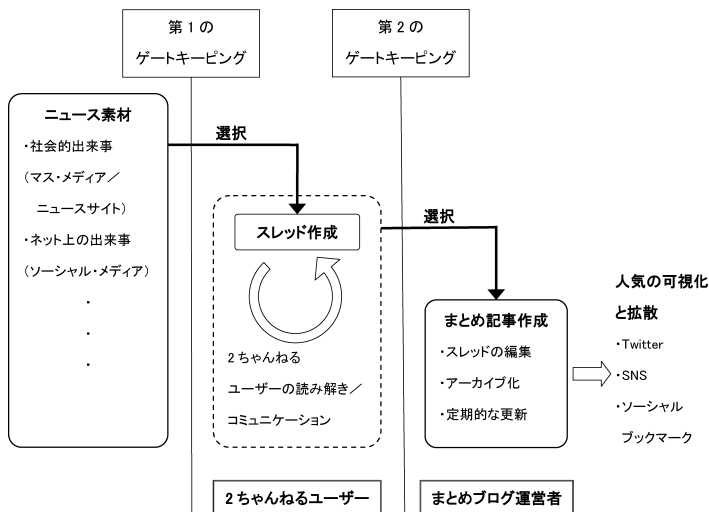 第1の
ゲートキーピング
第2の
ゲートキーピング
ニュース素材
・社会的出来事
(マス・メディア／
ニュースサイト)
・ネット上の出来事
(ソーシャル・メディア)
・
・
・
選択
スレッド作成
2ちゃんねる
ユーザーの読み解き／
コミュニケーション
選択
まとめ記事作成
・スレッドの編集
・アーカイブ化
・定期的な更新
人気の可視化
と拡散
・Twitter
・SNS
・ソーシャル
ブックマーク
2ちゃんねるユーザー
まとめブログ運営者